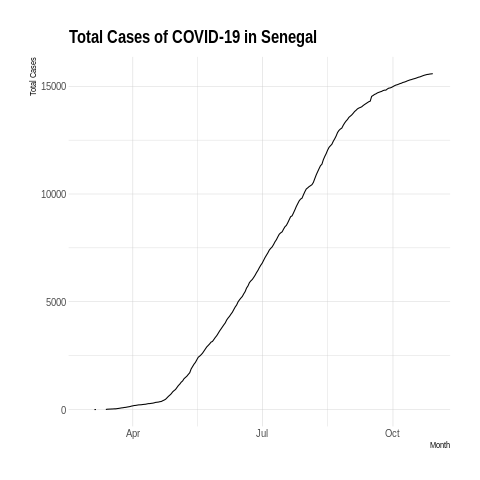 Total Cases of COVID-19 in Senegal
Total Cases
15000
10000
5000
0
Apr
Jul
Oct
Month